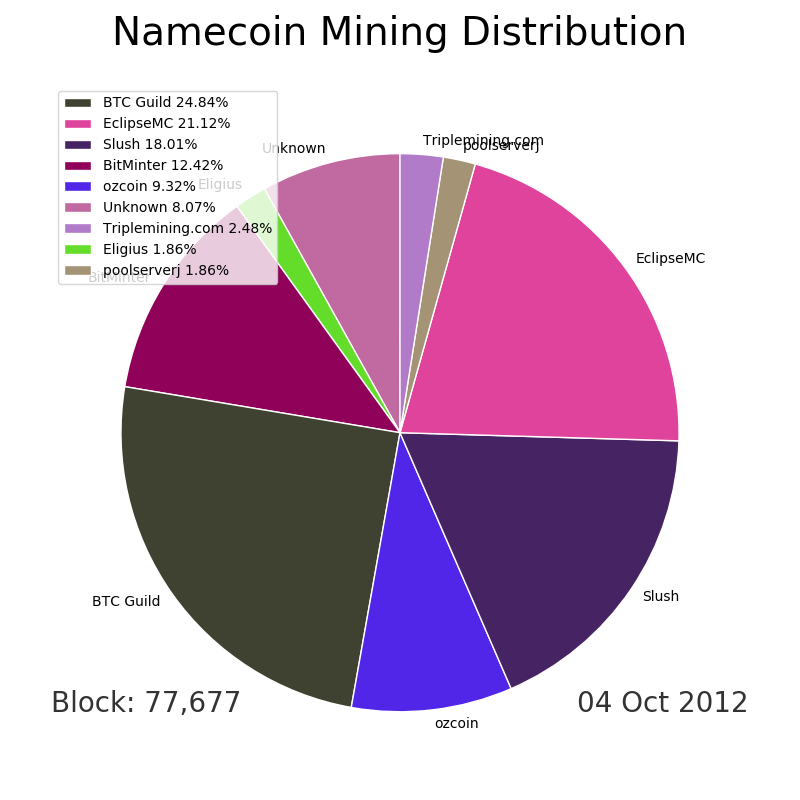 Namecoin Mining Distribution
BTC Guild 24.84%
EclipseMC 21.12%
Slush 18.01%
BitMinter 12.42%
ozcoin 9.32%
Unknown 8.07%
Triplemining.com 2.48%
Eligius 1.86%
poolserverj 1.86%
Triplemining.com
poolserverj
Unknown
Eligius
EclipseMC
BitMinter
Slush
BTC Guild
Block: 77,677
04 Oct 2012
ozcoin